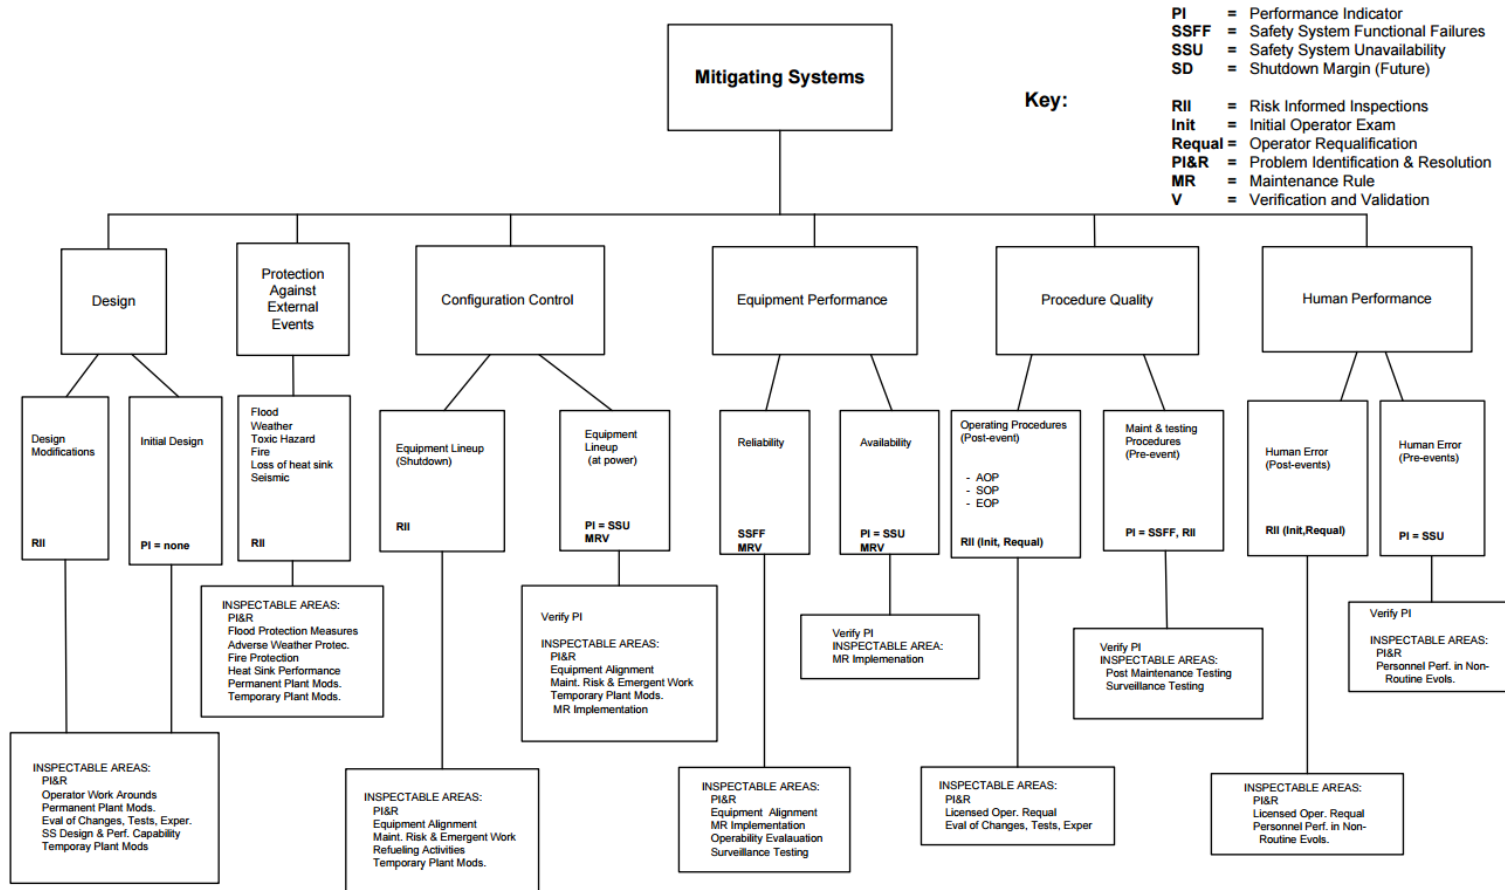 PI = Performance Indicator
SSFF = Safety System Functional Failures
SSU = Safety System Unavailability
SD = Shutdown Margin (Future)
Mitigating Systems
Key:
RII = Risk Informed Inspections
Init = Initial Operator Exam
Requal = Operator Requalification
PI&R = Problem Identification & Resolution
MR = Maintenance Rule
V = Verification and Validation
Design
Protection
Against
External
Events
Configuration Control
Equipment Performance
Procedure Quality
Human Performance
Design
Modifications
RII
Initial Design
PI = none
Flood
Weather
Toxic Hazard
Fire
Loss of heat sink
Seismic
RII
Equipment Lineup
(Shutdown)
RII
Equipment
Lineup
(at power)
PI = SSU
MRV
Reliability
SSFF
MRV
Availability
PI = SSU
MRV
Operating Procedures
(Post-event)
- AOP
- SOP
- EOP
RII (Init, Requal)
Maint & testing
Procedures
(Pre-event)
PI = SSFF, RII
Human Error
(Post-events)
RII (Init,Requal)
Human Error
(Pre-events)
PI = SSU
INSPECTABLE AREAS:
PI&R
Operator Work Arounds
Permanent Plant Mods.
Eval of Changes, Tests, Exper.
SS Design & Perf. Capability
Temporay Plant Mods
INSPECTABLE AREAS:
PI&R
Flood Protection Measures
Adverse Weather Protec.
Fire Protection
Heat Sink Performance
Permanent Plant Mods.
Temporary Plant Mods.
INSPECTABLE AREAS:
PI&R
Equipment Alignment
Maint. Risk & Emergent Work
Refueling Activities
Temporary Plant Mods.
Verify PI
INSPECTABLE AREAS:
PI&R
Equipment Alignment
Maint. Risk & Emergent Work
Temporary Plant Mods.
MR Implementation
INSPECTABLE AREAS:
PI&R
Equipment Alignment
MR Implementation
Operability Evalauation
Surveillance Testing
Verify PI
INSPECTABLE AREA:
MR Implemenation
INSPECTABLE AREAS:
PI&R
Licensed Oper. Requal
Eval of Changes, Tests, Exper
Verify PI
INSPECTABLE AREAS:
Post Maintenance Testing
Surveillance Testing
INSPECTABLE AREAS:
PI&R
Licensed Oper. Requal
Personnel Perf. in Non-
Routine Evols.
Verify PI
INSPECTABLE AREAS:
PI&R
Personnel Perf. in Non-
Routine Evols.